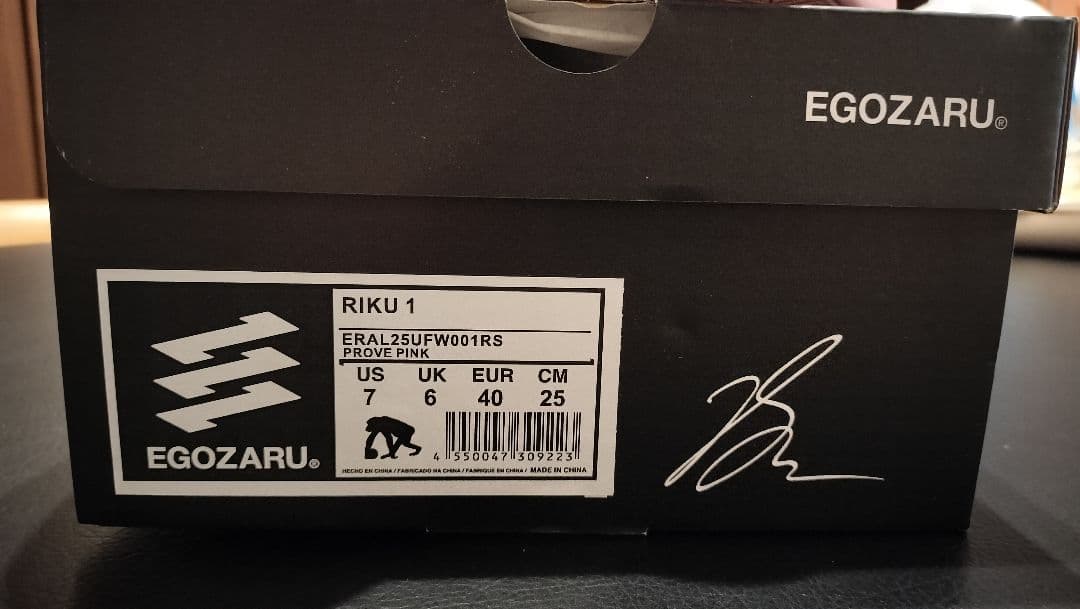 EGOZARU®
RIKU 1
ERAL25UFW001RS
PROVE PINK
US UK EUR CM
7 6 40 25
4 550047 309223
HECHO EN CHINA / FABRICADO NA CHINA / FABRIQUE EN CHINA / MADE IN CHINA
EGOZARU®